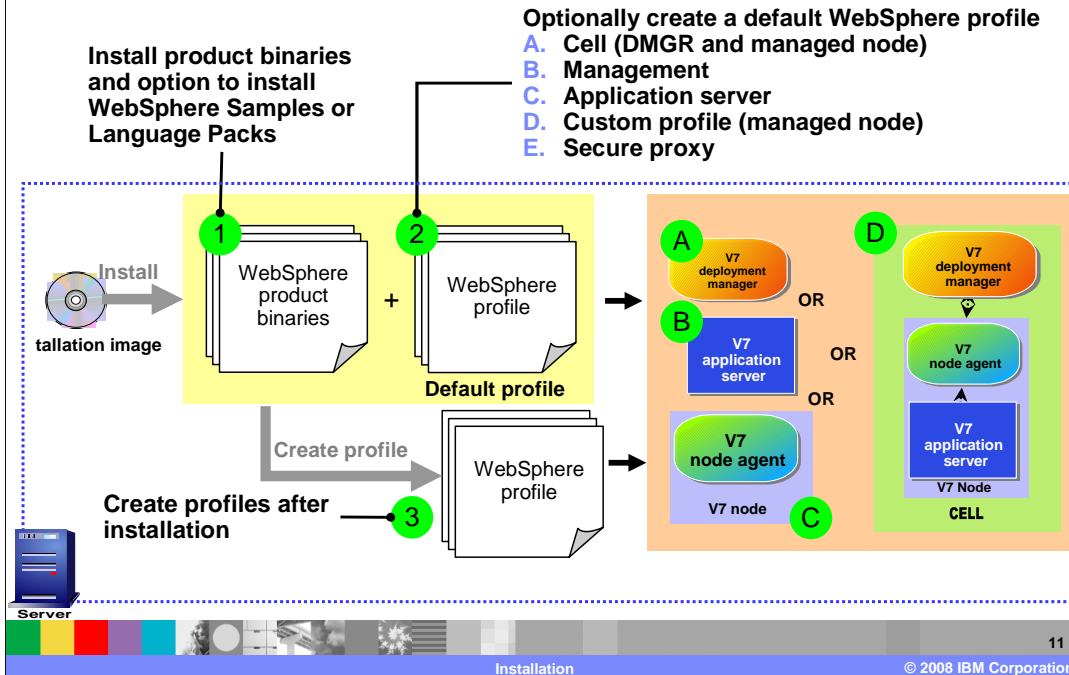 Optionally create a default WebSphere profile
A. Cell (DMGR and managed node)
B. Management
C. Application server
D. Custom profile (managed node)
E. Secure proxy
Install product binaries
and option to install
WebSphere Samples or
Language Packs
1
2
Install
tallation image
WebSphere
product
binaries
+
WebSphere
profile
Default profile
A
V7
deployment
manager
OR
B
V7
application
server
OR
OR
V7
node agent
V7 node
C
D
V7
deployment
manager
V7
node agent
V7
application
server
V7 Node
CELL
Create profile
WebSphere
profile
Create profiles after
installation
3
Server
11
Installation
© 2008 IBM Corporation